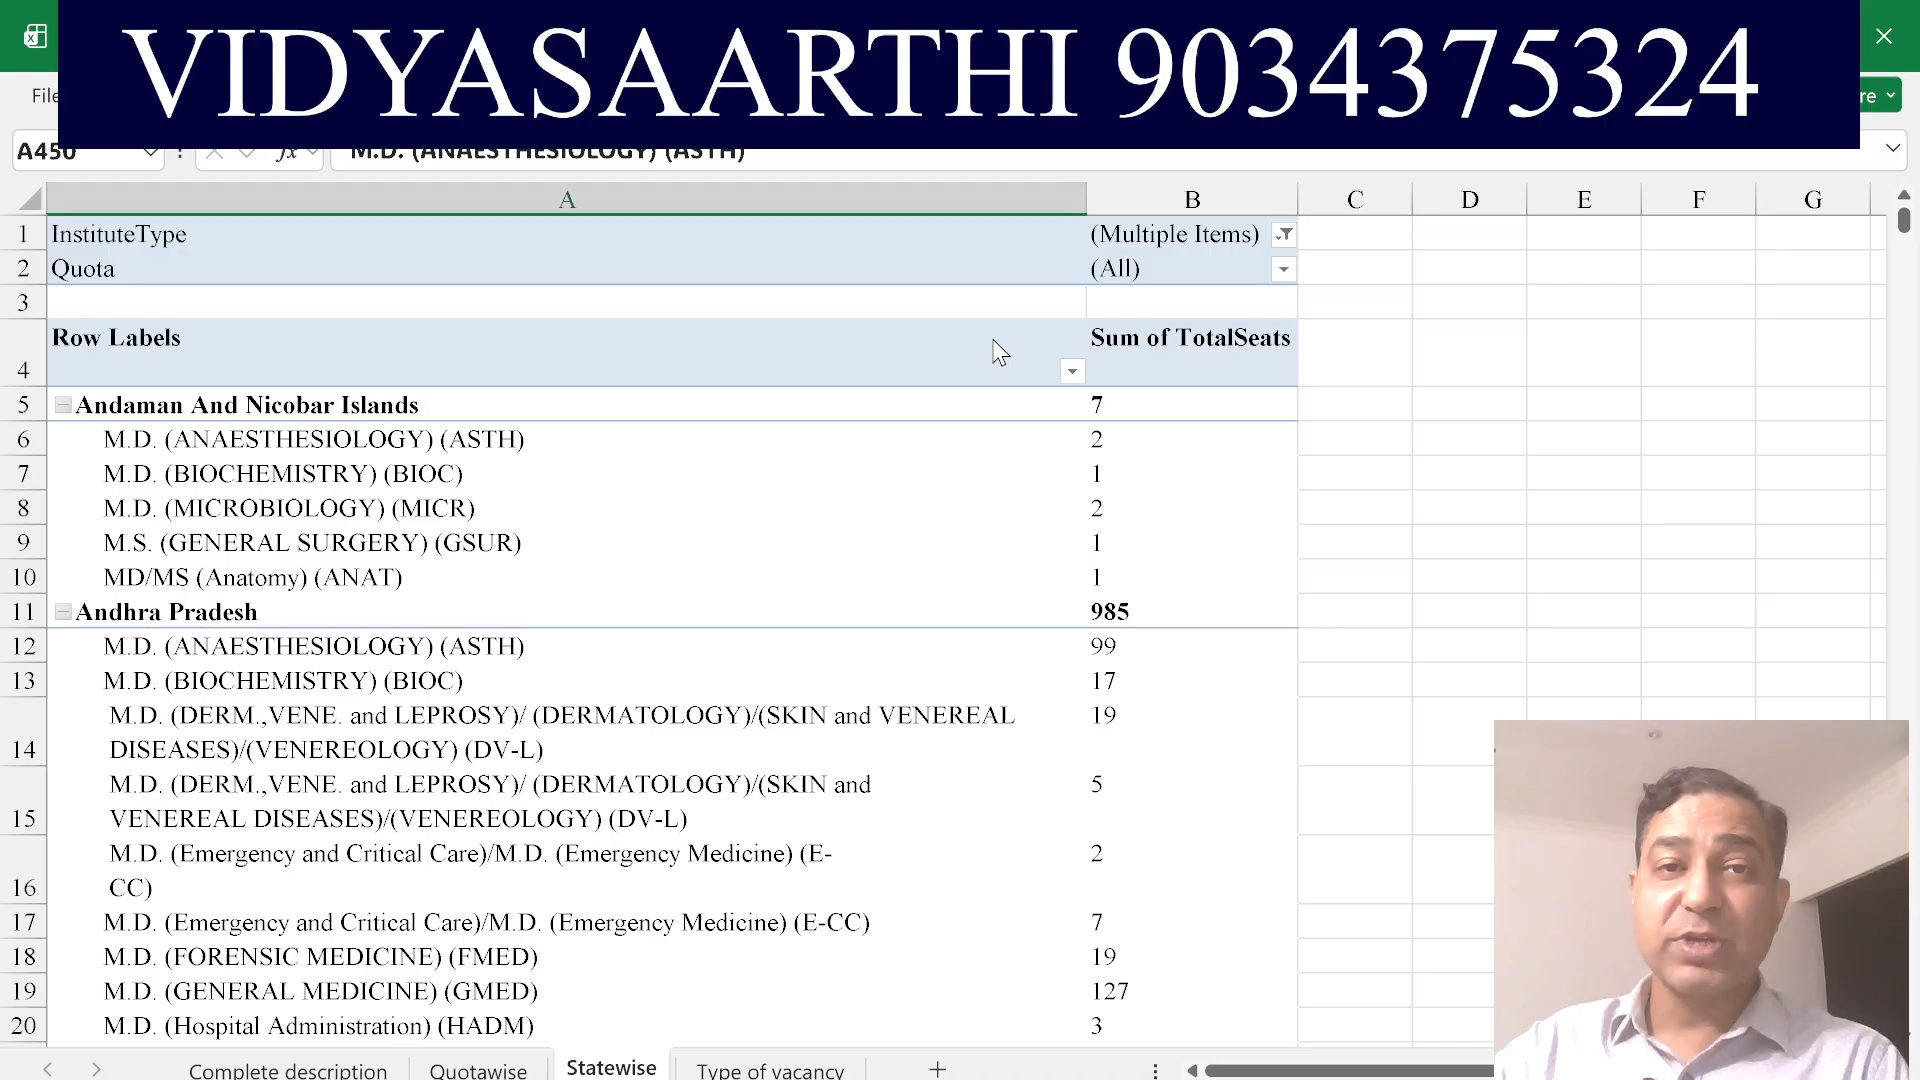 VIDYASAARTHI 9034375324
File
re
A450
fx
M.D. (ANAESTHESIOLOGY) (ASTH)
A B C D E F G
1 InstituteType (Multiple Items)
2 Quota (All)
3
4 Row Labels Sum of TotalSeats
5 Andaman And Nicobar Islands 7
6 M.D. (ANAESTHESIOLOGY) (ASTH) 2
7 M.D. (BIOCHEMISTRY) (BIOC) 1
8 M.D. (MICROBIOLOGY) (MICR) 2
9 M.S. (GENERAL SURGERY) (GSUR) 1
10 MD/MS (Anatomy) (ANAT) 1
11 Andhra Pradesh 985
12 M.D. (ANAESTHESIOLOGY) (ASTH) 99
13 M.D. (BIOCHEMISTRY) (BIOC) 17
M.D. (DERM.,VENE. and LEPROSY)/ (DERMATOLOGY)/(SKIN and VENEREAL 19
14 DISEASES)/(VENEREOLOGY) (DV-L)
M.D. (DERM.,VENE. and LEPROSY)/ (DERMATOLOGY)/(SKIN and 5
15 VENEREAL DISEASES)/(VENEREOLOGY) (DV-L)
M.D. (Emergency and Critical Care)/M.D. (Emergency Medicine) (E- 2
16 CC)
17 M.D. (Emergency and Critical Care)/M.D. (Emergency Medicine) (E-CC) 7
18 M.D. (FORENSIC MEDICINE) (FMED) 19
19 M.D. (GENERAL MEDICINE) (GMED) 127
20 M.D. (Hospital Administration) (HADM) 3
Complete description Quotawise Statewise Type of vacancy